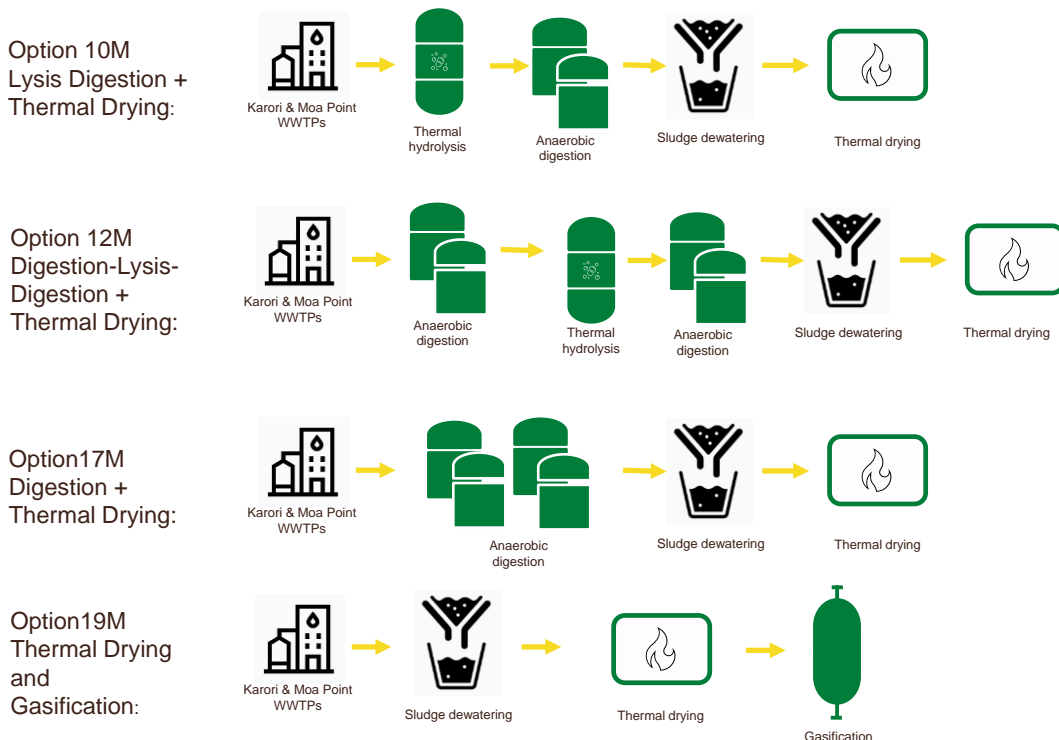 Option 10M
Lysis Digestion +
Thermal Drying:
Karori & Moa Point
WWTPs
Thermal
hydrolysis
Anaerobic
digestion
Sludge dewatering
Thermal drying
Option 12M
Digestion-Lysis-
Digestion +
Thermal Drying:
Karori & Moa Point
WWTPs
Anaerobic
digestion
Thermal
hydrolysis
Anaerobic
digestion
Sludge dewatering
Thermal drying
Option17M
Digestion +
Thermal Drying:
Karori & Moa Point
WWTPs
Anaerobic
digestion
Sludge dewatering
Thermal drying
Option19M
Thermal Drying
and
Gasification:
Karori & Moa Point
WWTPs
Sludge dewatering
Thermal drying
Gasification